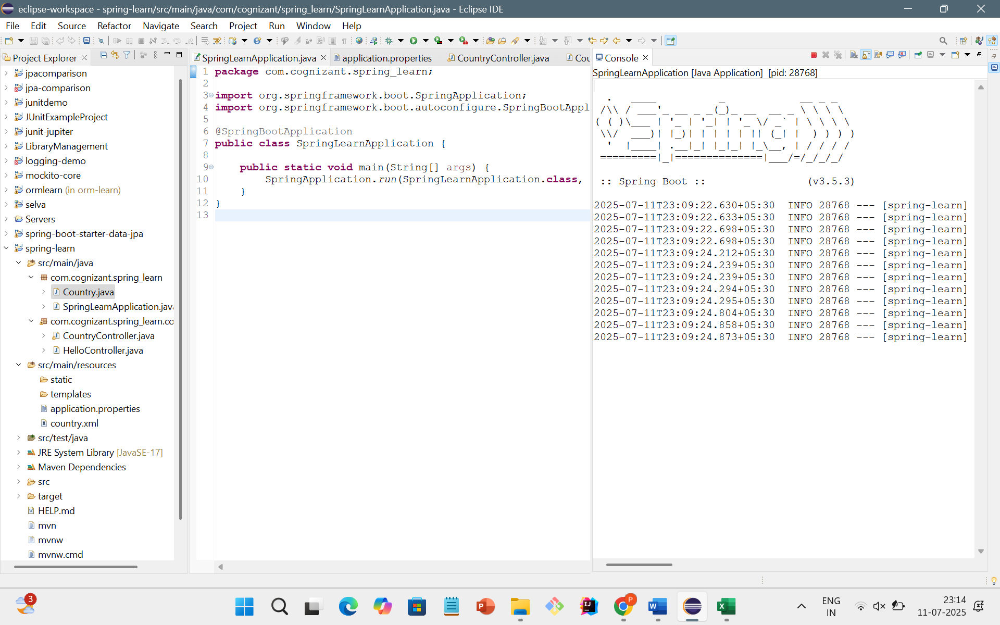 eclipse-workspace - spring-learn/src/main/java/com/cognizant/spring_learn/SpringLearnApplication.java - Eclipse IDE
File Edit Source Refactor Navigate Search Project Run Window Help
Project Explorer
jpacomparison
jpa-comparison
junitdemo
JUnitExampleProject
junit-jupiter
LibraryManagement
logging-demo
mockito-core
ormlearn (in orm-learn)
selva
Servers
spring-boot-starter-data-jpa
spring-learn
src/main/java
com.cognizant.spring_learn
Country.java
SpringLearnApplication.java
com.cognizant.spring_learn.co
CountryController.java
HelloController.java
src/main/resources
static
templates
application.properties
country.xml
src/test/java
JRE System Library [JavaSE-17]
Maven Dependencies
src
target
HELP.md
mvn
mvnw
mvnw.cmd
SpringLearnApplication.java application.properties CountryController.java Cou
1 package com.cognizant.spring_learn;
2
3 import org.springframework.boot.SpringApplication;
4 import org.springframework.boot.autoconfigure.SpringBootAppl
5
6 @SpringBootApplication
7 public class SpringLearnApplication {
8
9 public static void main(String[] args) {
10 SpringApplication.run(SpringLearnApplication.class,
11 }
12 }
13
Console
SpringLearnApplication [Java Application] [pid: 28768]
Spring
:: Spring Boot :: (v3.5.3)
2025-07-11T23:09:22.630+05:30 INFO 28768 --- [spring-learn]
2025-07-11T23:09:22.633+05:30 INFO 28768 --- [spring-learn]
2025-07-11T23:09:22.698+05:30 INFO 28768 --- [spring-learn]
2025-07-11T23:09:22.698+05:30 INFO 28768 --- [spring-learn]
2025-07-11T23:09:24.212+05:30 INFO 28768 --- [spring-learn]
2025-07-11T23:09:24.239+05:30 INFO 28768 --- [spring-learn]
2025-07-11T23:09:24.239+05:30 INFO 28768 --- [spring-learn]
2025-07-11T23:09:24.294+05:30 INFO 28768 --- [spring-learn]
2025-07-11T23:09:24.295+05:30 INFO 28768 --- [spring-learn]
2025-07-11T23:09:24.804+05:30 INFO 28768 --- [spring-learn]
2025-07-11T23:09:24.858+05:30 INFO 28768 --- [spring-learn]
2025-07-11T23:09:24.873+05:30 INFO 28768 --- [spring-learn]
3
ENG
IN
23:14
11-07-2025